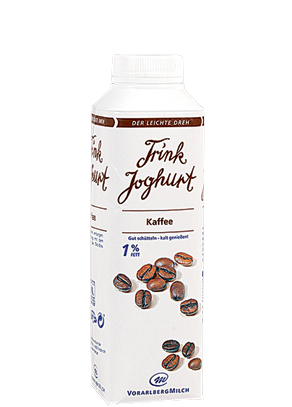 DER LEICHTE DREH
Trink
Joghurt
Kaffee
Gut schütteln - kalt genießen!
1%
FETT
VORARLBERGMILCH